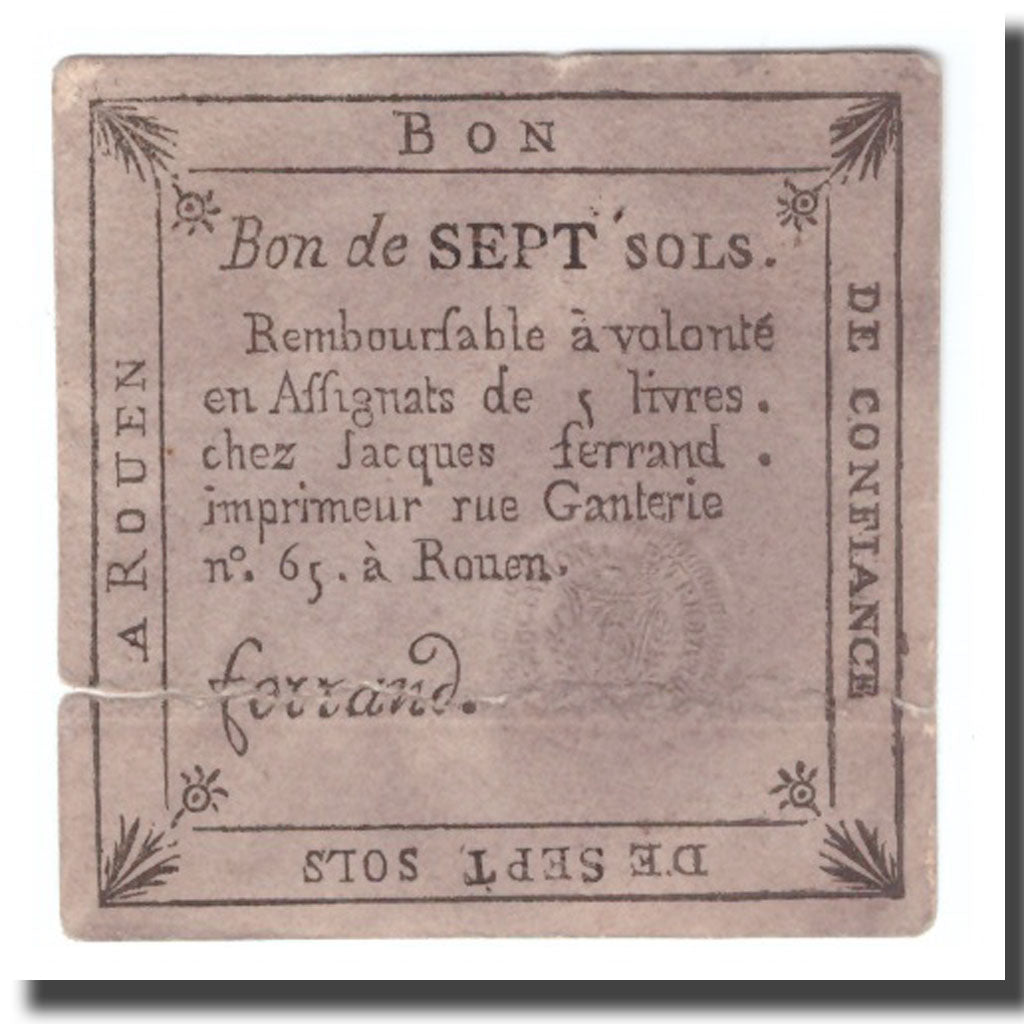 BON
Bon de SEPT SOLS.
Rembourſable à volonté
en Aſſignats de 5 livres.
chez Jacques ferrand.
imprimeur rue Ganterie
nº. 65. à Rouen.
ferrand.
DE CONFIANCE
DE SEPT SOLS
A ROUEN